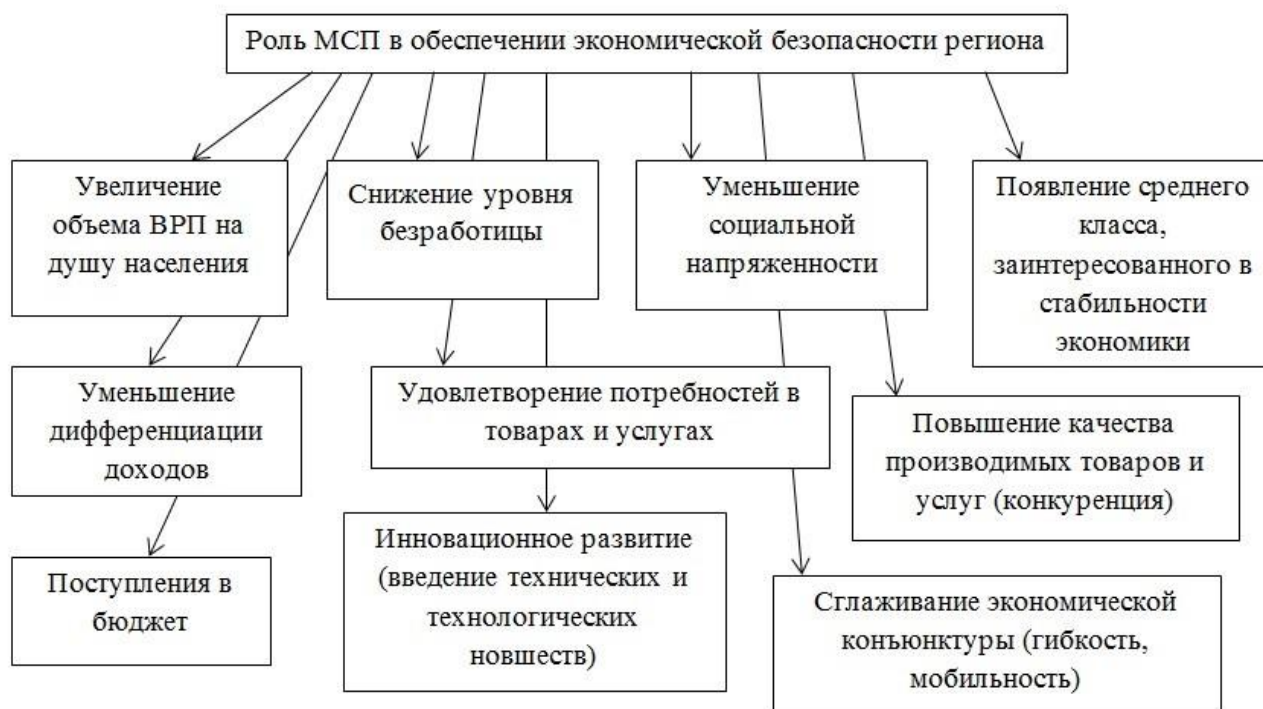 Роль МСП в обеспечении экономической безопасности региона
Увеличение
объема ВРП на
душу населения
Снижение уровня
безработицы
Уменьшение
социальной
напряженности
Появление среднего
класса,
заинтересованного в
стабильности
экономики
Уменьшение
дифференциации
доходов
Удовлетворение потребностей в
товарах и услугах
Повышение качества
производимых товаров и
услуг (конкуренция)
Поступления в
бюджет
Инновационное развитие
(введение технических и
технологических
новшеств)
Сглаживание экономической
конъюнктуры (гибкость,
мобильность)